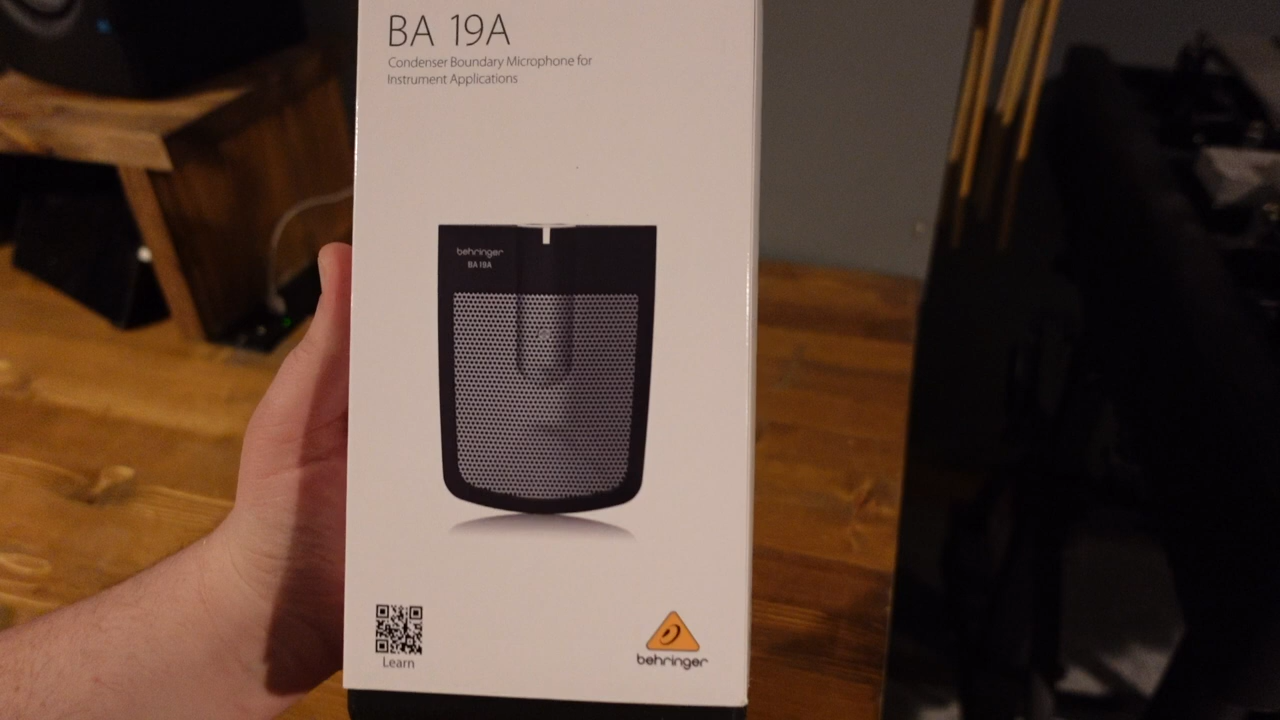 BA 19A
Condenser Boundary Microphone for
Instrument Applications
behringer
BA 19A
Learn
behringer